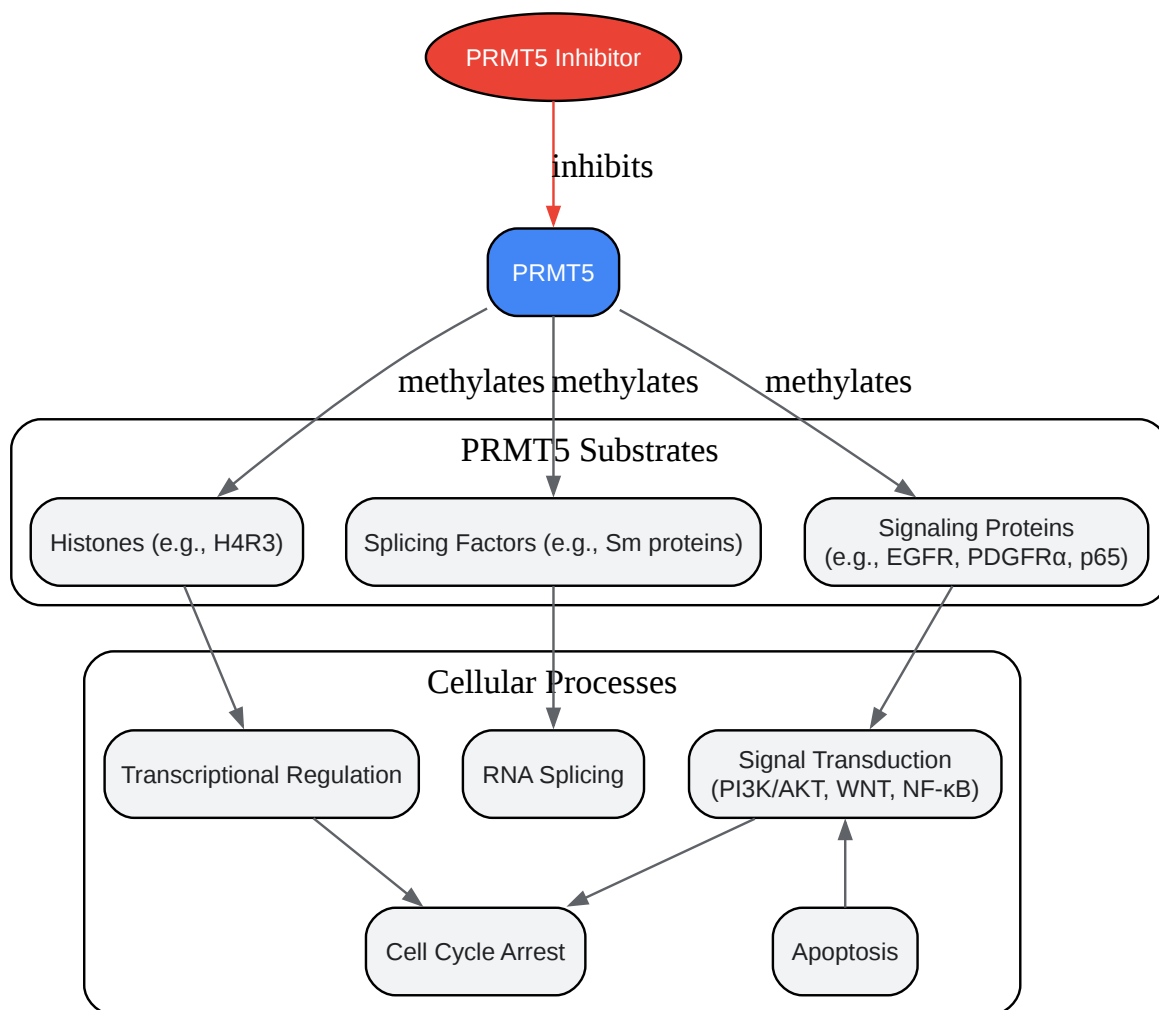 PRMT5 Inhibitor
inhibits
PRMT5
methylates
methylates
methylates
PRMT5 Substrates
Histones (e.g., H4R3)
Splicing Factors (e.g., Sm proteins)
Signaling Proteins
(e.g., EGFR, PDGFRα, p65)
Cellular Processes
Transcriptional Regulation
RNA Splicing
Signal Transduction
(PI3K/AKT, WNT, NF-κB)
Cell Cycle Arrest
Apoptosis